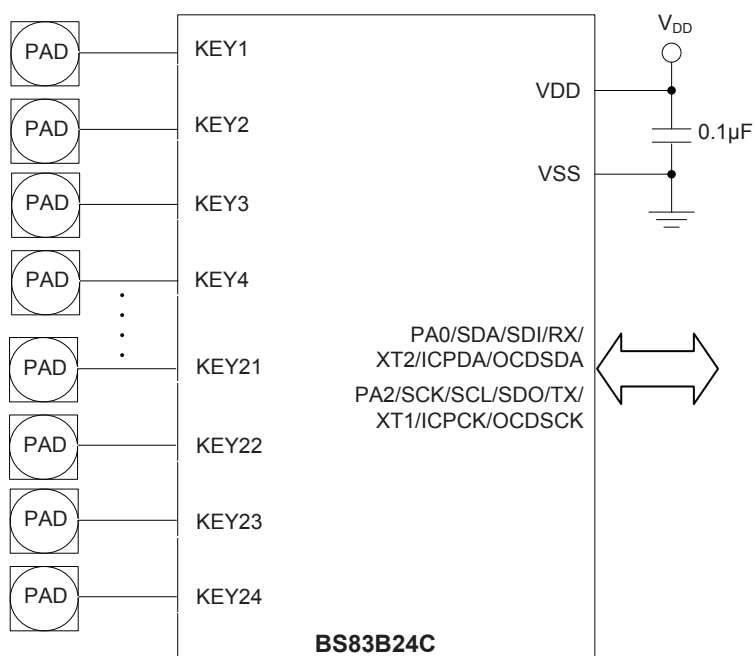 PAD KEY1
PAD KEY2
PAD KEY3
PAD KEY4
PAD KEY21
PAD KEY22
PAD KEY23
PAD KEY24
VDD
VDD
0.1µF
VSS
PA0/SDA/SDI/RX/
XT2/ICPDA/OCDSDA
PA2/SCK/SCL/SDO/TX/
XT1/ICPCK/OCDSCK
BS83B24C